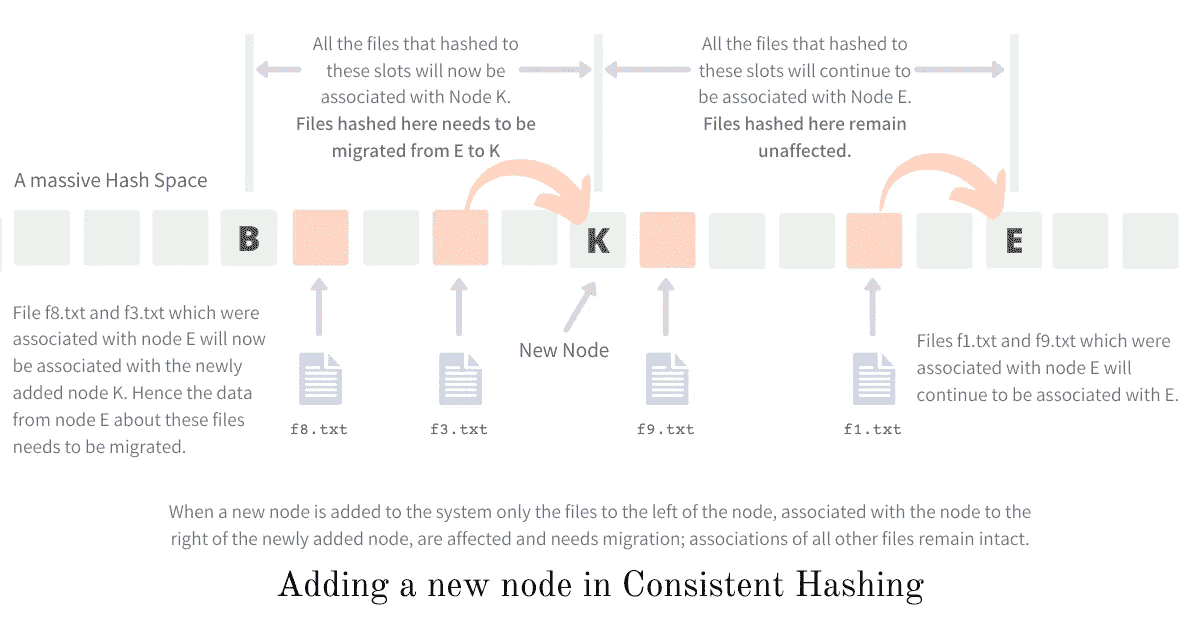 All the files that hashed to
these slots will now be
associated with Node K.
Files hashed here needs to be
migrated from E to K
All the files that hashed to
these slots will continue to
be associated with Node E.
Files hashed here remain
unaffected.
A massive Hash Space
B
K
E
File f8.txt and f3.txt which were
associated with node E will now
be associated with the newly
added node K. Hence the data
from node E about these files
needs to be migrated.
New Node
Files f1.txt and f9.txt which were
associated with node E will
continue to be associated with E.
f8.txt
f3.txt
f9.txt
f1.txt
When a new node is added to the system only the files to the left of the node, associated with the node to the
right of the newly added node, are affected and needs migration; associations of all other files remain intact.
Adding a new node in Consistent Hashing